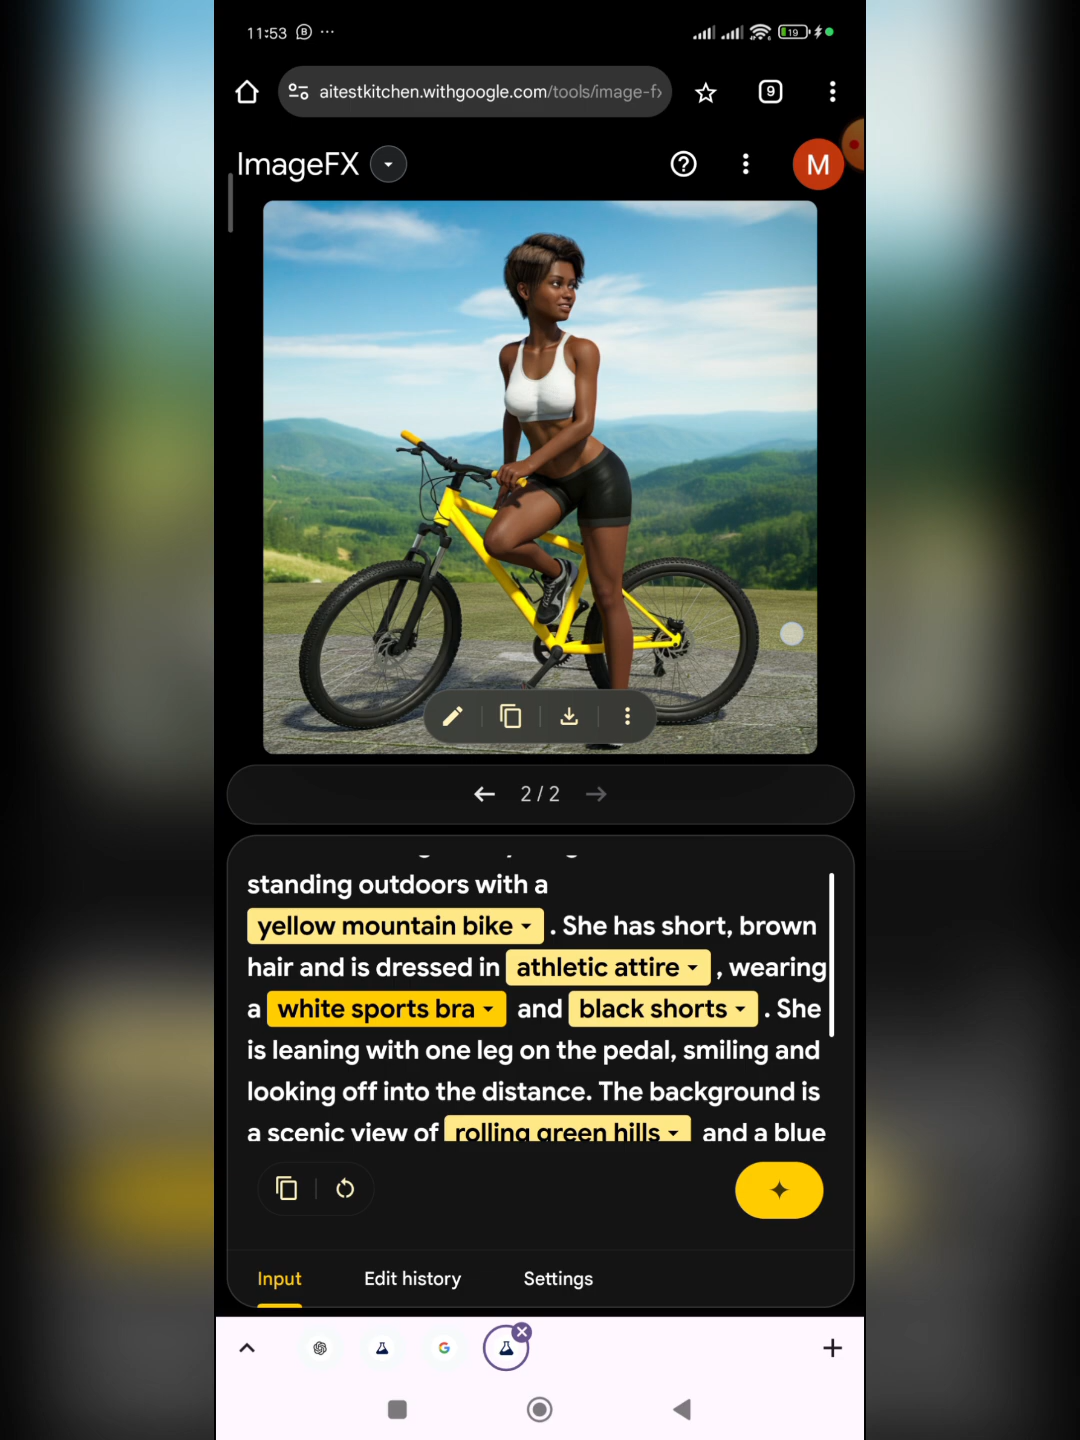 11:53
19
aitestkitchen.withgoogle.com/tools/image-f
9
ImageFX
M
2 / 2
standing outdoors with a
yellow mountain bike . She has short, brown
hair and is dressed in athletic attire , wearing
a white sports bra and black shorts . She
is leaning with one leg on the pedal, smiling and
looking off into the distance. The background is
a scenic view of rolling green hills and a blue
Input Edit history Settings